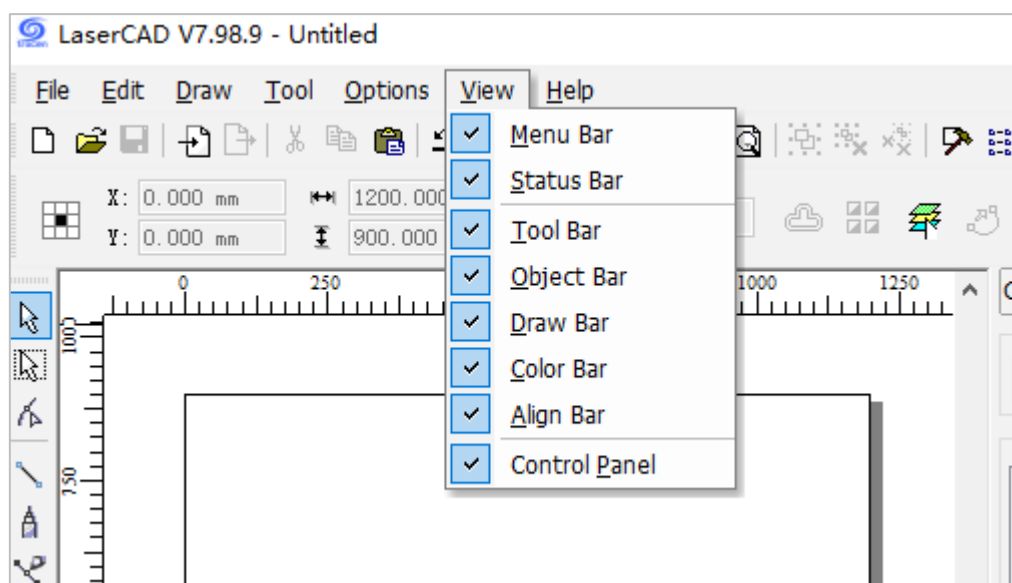 LaserCAD V7.98.9 - Untitled
File Edit Draw Tool Options View Help
Menu Bar
Status Bar
Tool Bar
Object Bar
Draw Bar
Color Bar
Align Bar
Control Panel
X: 0.000 mm 1200.000
Y: 0.000 mm 900.000
0 250 1000 1250
1000
750